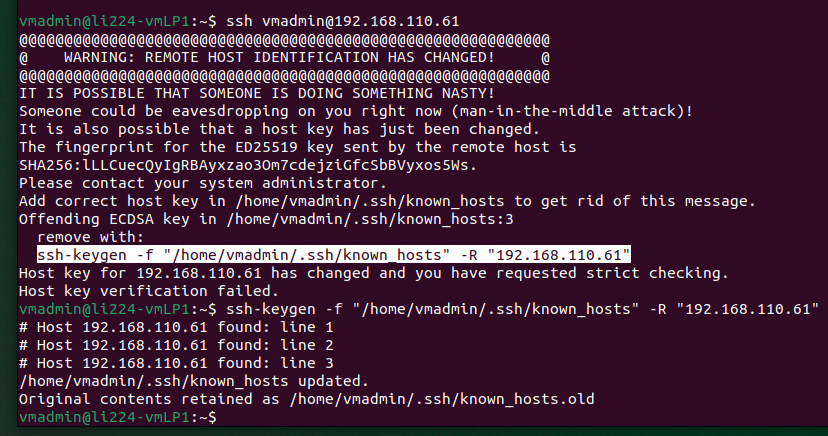 vmadmin@li224-vmLP1:~$ ssh vmadmin@192.168.110.61
@@@@@@@@@@@@@@@@@@@@@@@@@@@@@@@@@@@@@@@@@@@@@@@@@@@@@@@@@@@
@    WARNING: REMOTE HOST IDENTIFICATION HAS CHANGED!     @
@@@@@@@@@@@@@@@@@@@@@@@@@@@@@@@@@@@@@@@@@@@@@@@@@@@@@@@@@@@
IT IS POSSIBLE THAT SOMEONE IS DOING SOMETHING NASTY!
Someone could be eavesdropping on you right now (man-in-the-middle attack)!
It is also possible that a host key has just been changed.
The fingerprint for the ED25519 key sent by the remote host is
SHA256:lLLCuecQyIgRBAyxzao3Om7cdejziGfcSbBVyxos5Ws.
Please contact your system administrator.
Add correct host key in /home/vmadmin/.ssh/known_hosts to get rid of this message.
Offending ECDSA key in /home/vmadmin/.ssh/known_hosts:3
  remove with:
  ssh-keygen -f "/home/vmadmin/.ssh/known_hosts" -R "192.168.110.61"
Host key for 192.168.110.61 has changed and you have requested strict checking.
Host key verification failed.
vmadmin@li224-vmLP1:~$ ssh-keygen -f "/home/vmadmin/.ssh/known_hosts" -R "192.168.110.61"
# Host 192.168.110.61 found: line 1
# Host 192.168.110.61 found: line 2
# Host 192.168.110.61 found: line 3
/home/vmadmin/.ssh/known_hosts updated.
Original contents retained as /home/vmadmin/.ssh/known_hosts.old
vmadmin@li224-vmLP1:~$